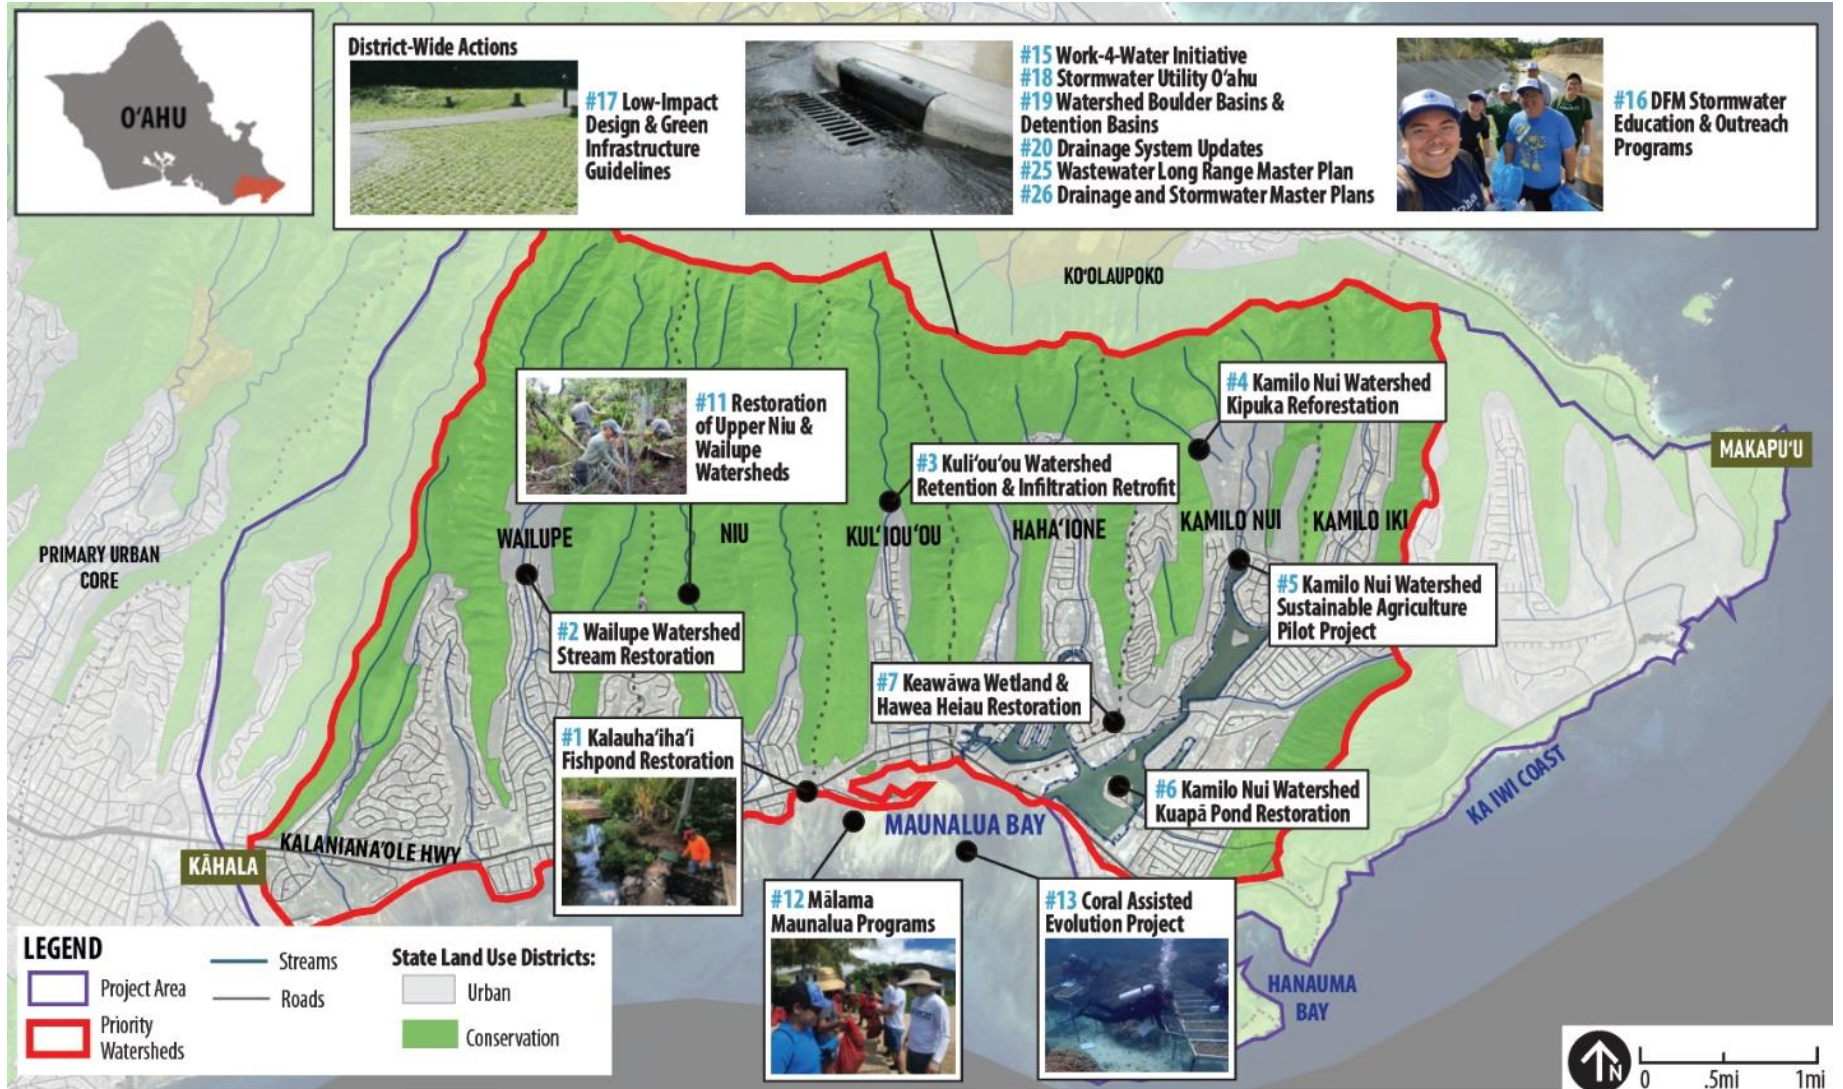 O‘AHU
District-Wide Actions
#17 Low-Impact
Design & Green
Infrastructure
Guidelines
#15 Work-4-Water Initiative
#18 Stormwater Utility O‘ahu
#19 Watershed Boulder Basins &
Detention Basins
#20 Drainage System Updates
#25 Wastewater Long Range Master Plan
#26 Drainage and Stormwater Master Plans
#16 DFM Stormwater
Education & Outreach
Programs
KO‘OLAUPOKO
#4 Kamilo Nui Watershed
Kipuka Reforestation
#11 Restoration
of Upper Niu &
Wailupe
Watersheds
#3 Kuli‘ou‘ou Watershed
Retention & Infiltration Retrofit
MAKAPU‘U
WAILUPE
NIU
KUL‘IOU‘OU
HAHA‘IONE
KAMILO NUI
KAMILO IKI
PRIMARY URBAN
CORE
#5 Kamilo Nui Watershed
Sustainable Agriculture
Pilot Project
#2 Wailupe Watershed
Stream Restoration
#7 Keawāwa Wetland &
Hawea Heiau Restoration
#1 Kalauha‘iha‘i
Fishpond Restoration
#6 Kamilo Nui Watershed
Kuapā Pond Restoration
KA IWI COAST
MAUNALUA BAY
KALANIANA‘OLE HWY
KĀHALA
#12 Mālama
Maunalua Programs
#13 Coral Assisted
Evolution Project
HANAUMA
BAY
LEGEND
Project Area
Priority
Watersheds
Streams
Roads
State Land Use Districts:
Urban
Conservation
N
0 .5mi 1mi